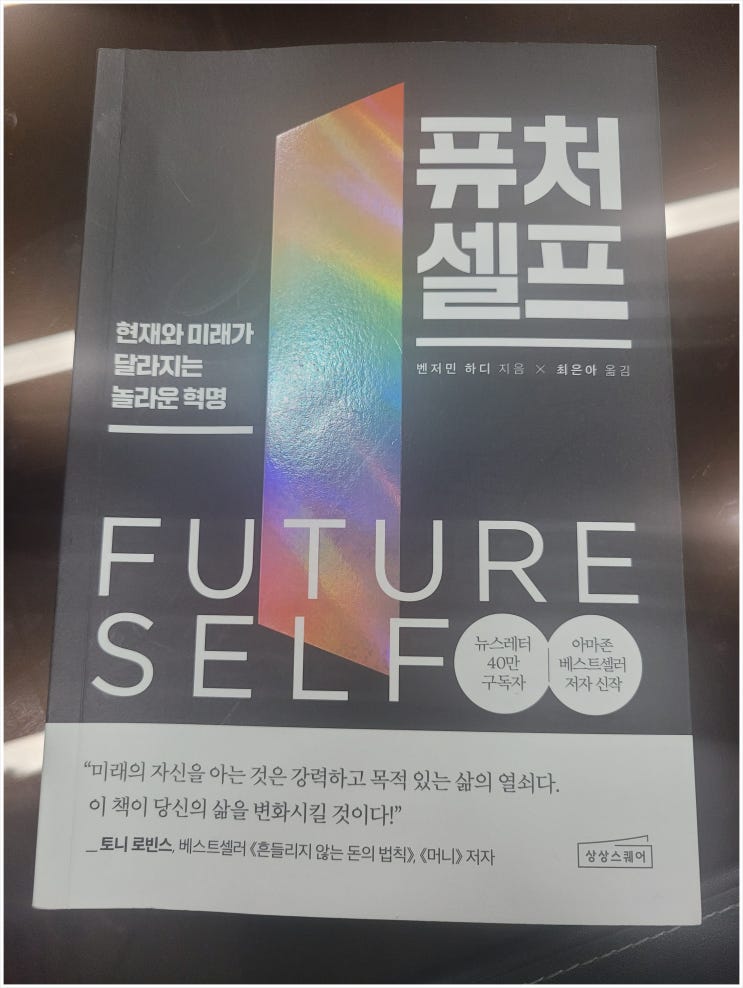 퓨처
셀프
벤저민 하디 지음 × 최은아 옮김
현재와 미래가
달라지는
놀라운 혁명
FUTURE
SELF
뉴스레터
40만
구독자
아마존
베스트셀러
저자 신작
“미래의 자신을 아는 것은 강력하고 목적 있는 삶의 열쇠다.
이 책이 당신의 삶을 변화시킬 것이다!”
_토니 로빈스, 베스트셀러 《흔들리지 않는 돈의 법칙》, 《머니》 저자
상상스퀘어